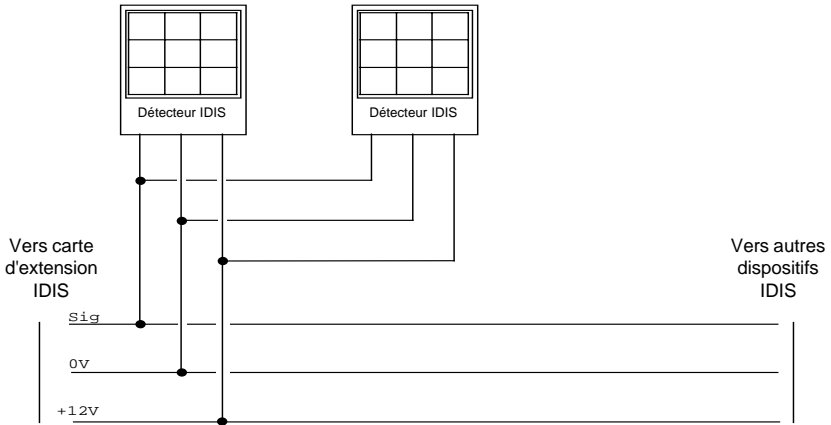 Détecteur IDIS
Détecteur IDIS
Vers carte
d'extension
IDIS
Vers autres
dispositifs
IDIS
Sig
0V
+12V